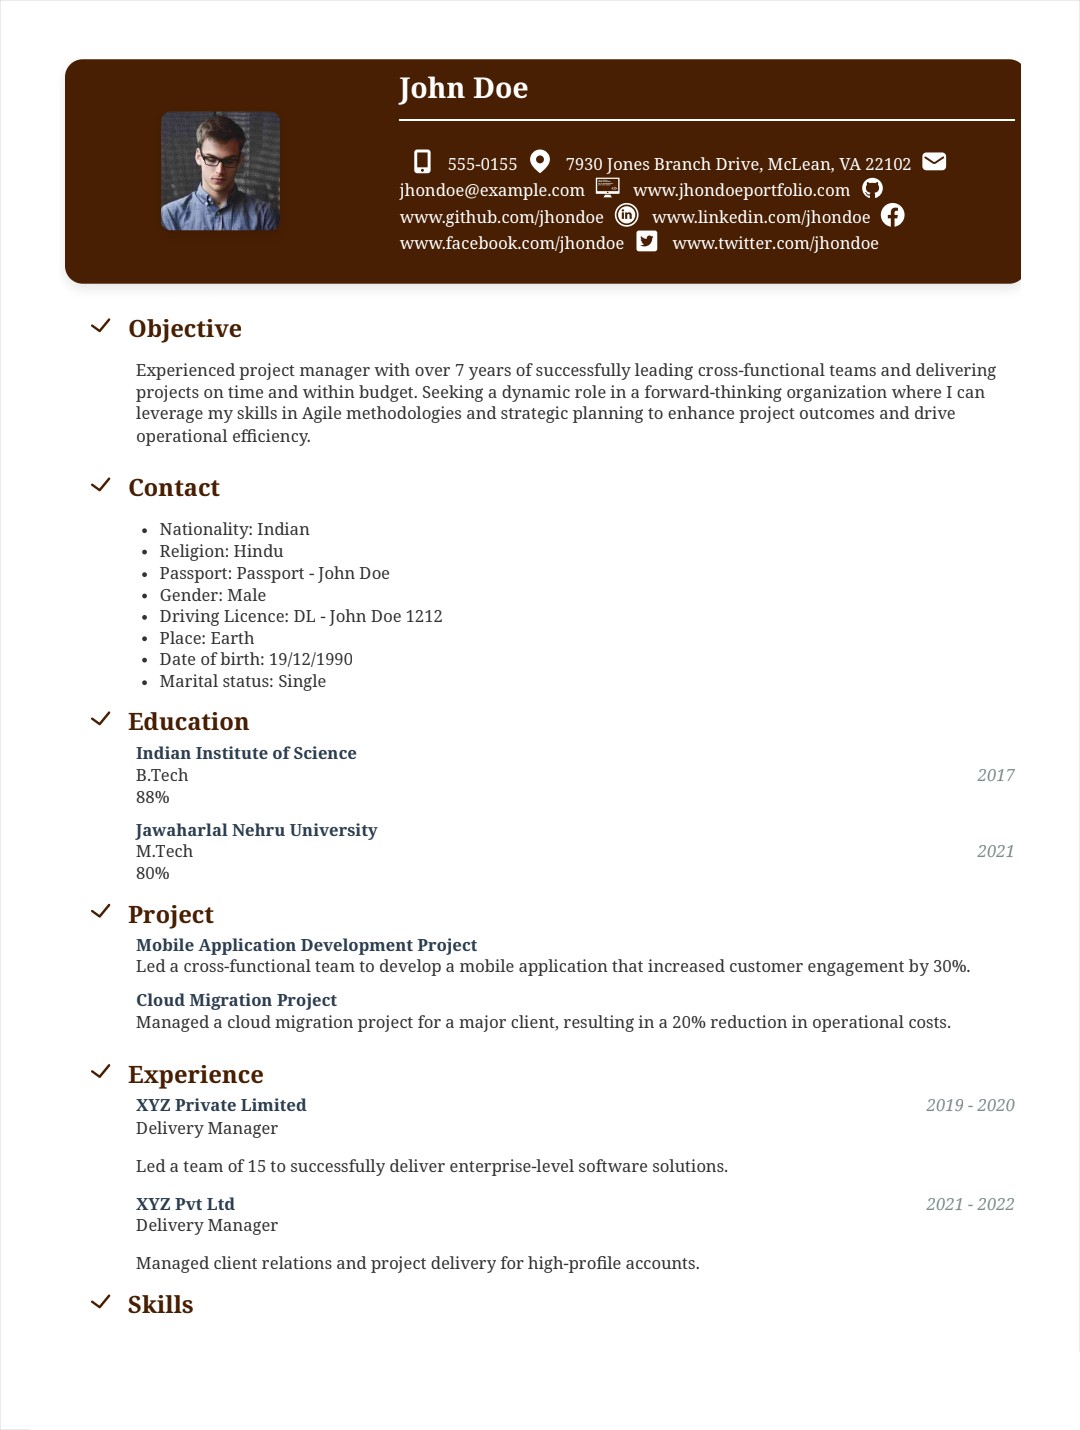 John Doe
555-0155 7930 Jones Branch Drive, McLean, VA 22102
jhondoe@example.com www.jhondoeportfolio.com
www.github.com/jhondoe www.linkedin.com/jhondoe
www.facebook.com/jhondoe www.twitter.com/jhondoe
Objective
Experienced project manager with over 7 years of successfully leading cross-functional teams and delivering
projects on time and within budget. Seeking a dynamic role in a forward-thinking organization where I can
leverage my skills in Agile methodologies and strategic planning to enhance project outcomes and drive
operational efficiency.
Contact
• Nationality: Indian
• Religion: Hindu
• Passport: Passport - John Doe
• Gender: Male
• Driving Licence: DL - John Doe 1212
• Place: Earth
• Date of birth: 19/12/1990
• Marital status: Single
Education
Indian Institute of Science
B.Tech 2017
88%
Jawaharlal Nehru University
M.Tech 2021
80%
Project
Mobile Application Development Project
Led a cross-functional team to develop a mobile application that increased customer engagement by 30%.
Cloud Migration Project
Managed a cloud migration project for a major client, resulting in a 20% reduction in operational costs.
Experience
XYZ Private Limited 2019 - 2020
Delivery Manager
Led a team of 15 to successfully deliver enterprise-level software solutions.
XYZ Pvt Ltd 2021 - 2022
Delivery Manager
Managed client relations and project delivery for high-profile accounts.
Skills